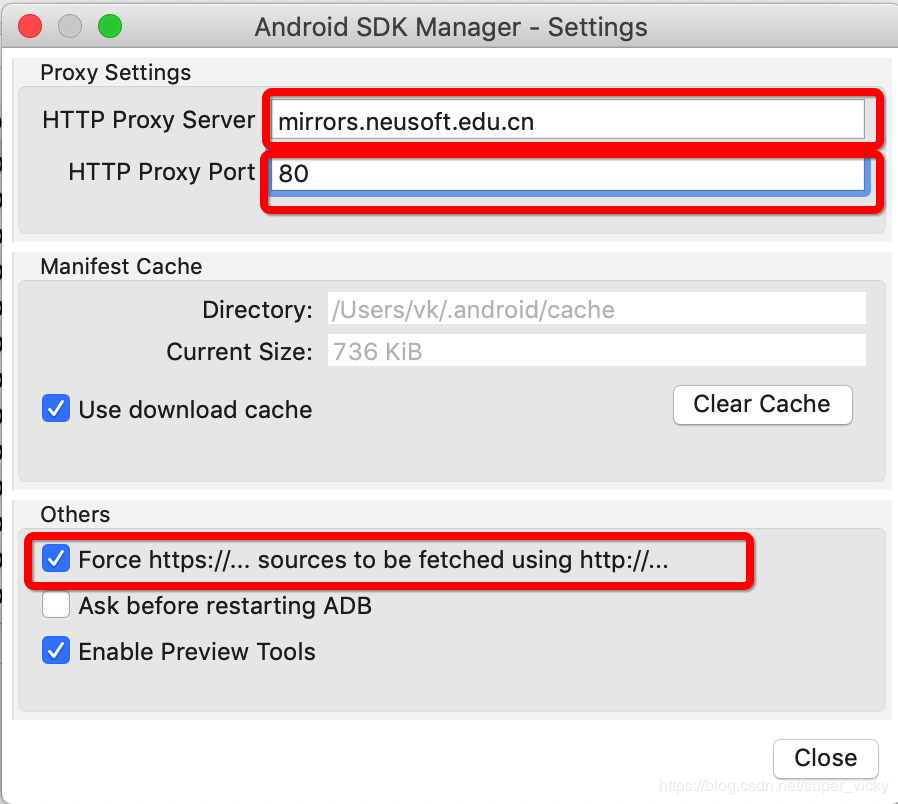 Android SDK Manager - Settings
Proxy Settings
HTTP Proxy Server mirrors.neusoft.edu.cn
HTTP Proxy Port 80
Manifest Cache
Directory: /Users/vk/.android/cache
Current Size: 736 KiB
Use download cache Clear Cache
Others
Force https://... sources to be fetched using http://...
Ask before restarting ADB
Enable Preview Tools
Close
https://blog.csdn.net/super_vicky